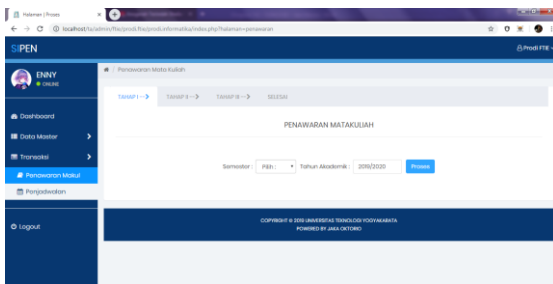 Halaman | Proses
localhost/ta/admin/ftie/prodi.ftie/prodi.informatika/index.php?halaman=penawaran
SIPEN
Prodi FTIE
ENNY
ONLINE
Penawaran Mata Kuliah
TAHAP I -->
TAHAP II -->
TAHAP III -->
SELESAI
PENAWARAN MATAKULIAH
Dashboard
Data Master
Transaksi
Penawaran Makul
Penjadwalan
Logout
Semester : Pilih : Tahun Akademik : 2019/2020 Proses
COPYRIGHT © 2019 UNIVERSITAS TEKNOLOGI YOGYAKARTA
POWERED BY JAKA OKTORIO